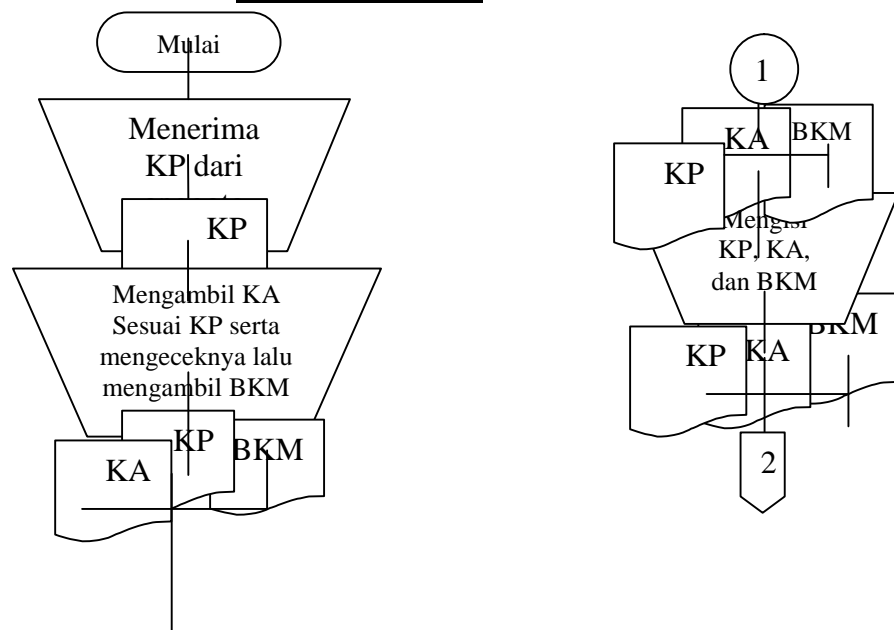 Mulai
Menerima
KP dari
KP
Mengambil KA
Sesuai KP serta
mengeceknya lalu
mengambil BKM
KP
BKM
KA
1
KA
BKM
KP
Mengisi
KP, KA,
dan BKM
BKM
KP
KA
2